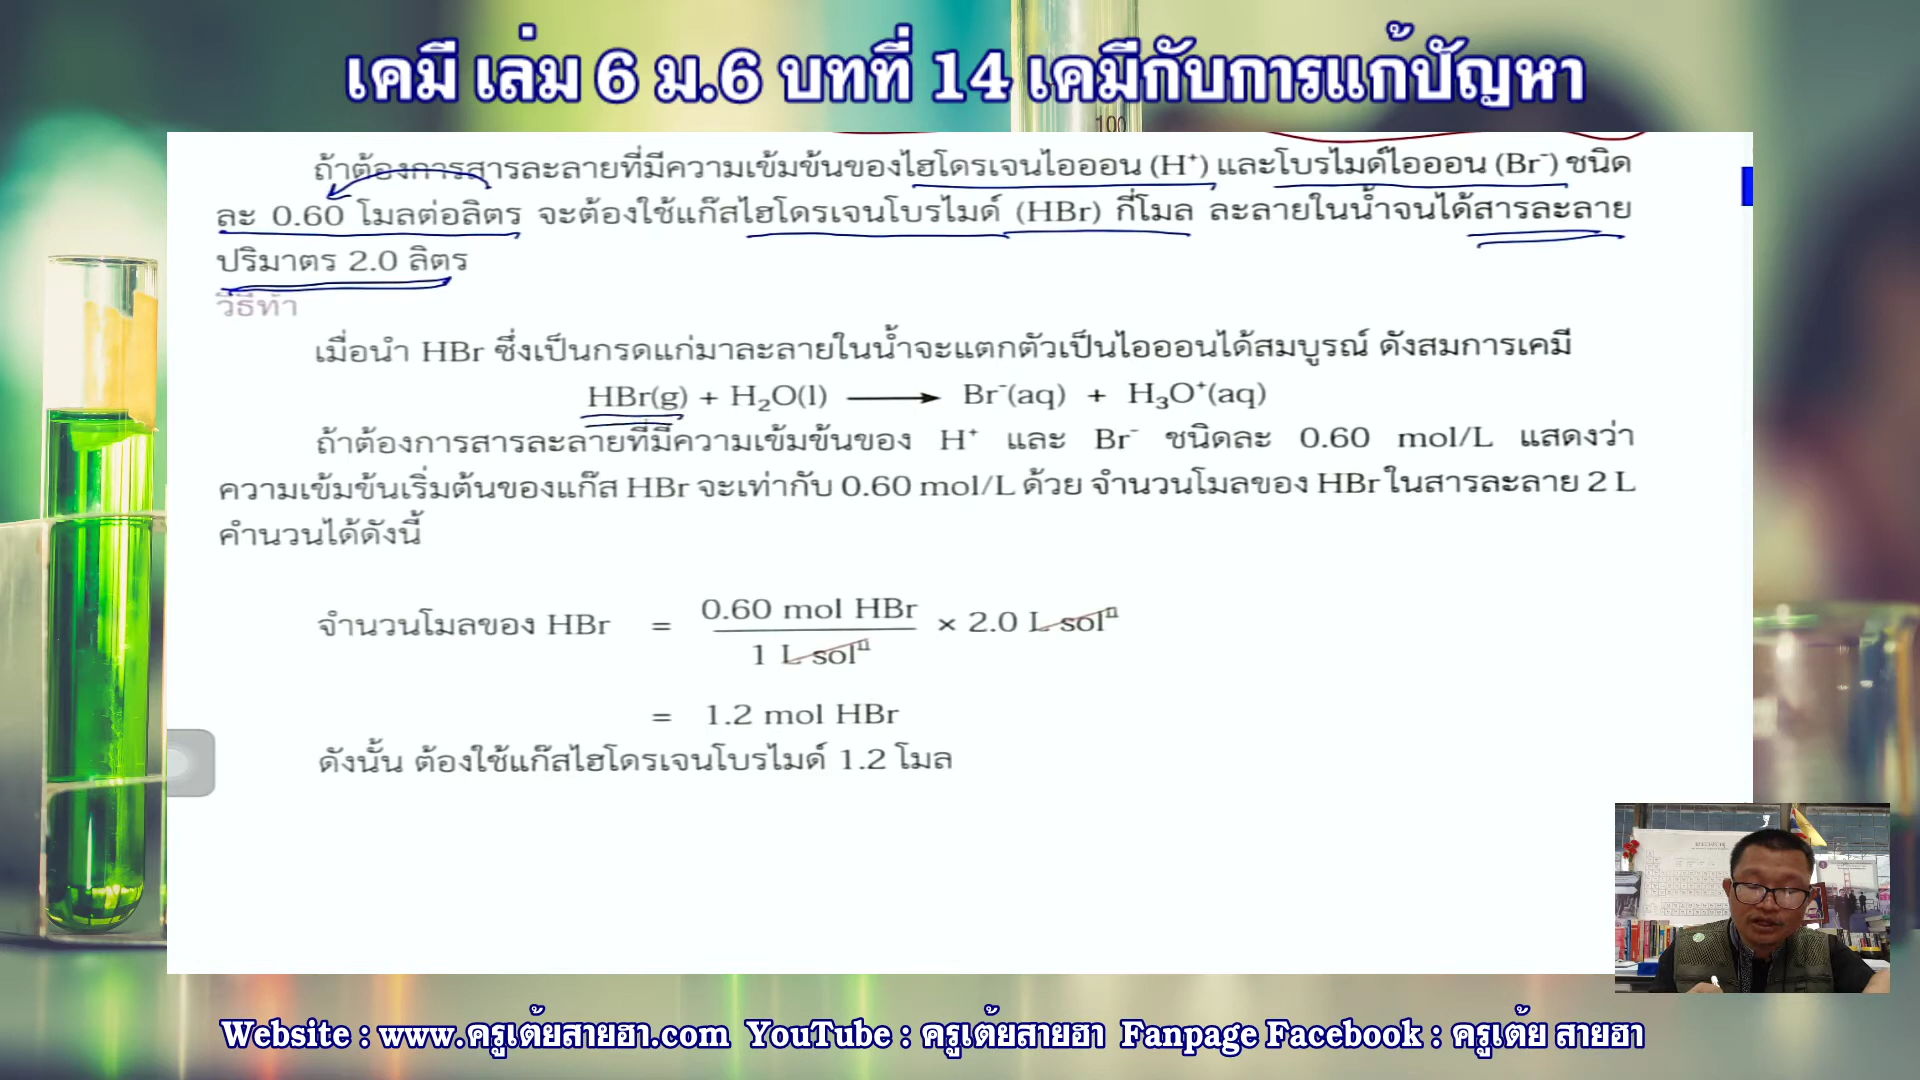 เคมี เล่ม 6 ม.6 บทที่ 14 เคมีกับการแก้ปัญหา
100
ถ้าต้องการสารละลายที่มีความเข้มข้นของไฮโดรเจนไอออน (H⁺) และโบรไมด์ไอออน (Br⁻) ชนิด
ละ 0.60 โมลต่อลิตร จะต้องใช้แก๊สไฮโดรเจนโบรไมด์ (HBr) กี่โมล ละลายในน้ำจนได้สารละลาย
ปริมาตร 2.0 ลิตร
วิธีทำ
เมื่อนำ HBr ซึ่งเป็นกรดแก่มาละลายในน้ำจะแตกตัวเป็นไอออนได้สมบูรณ์ ดังสมการเคมี
HBr(g) + H₂O(l) ⟶ Br⁻(aq) + H₃O⁺(aq)
ถ้าต้องการสารละลายที่มีความเข้มข้นของ H⁺ และ Br⁻ ชนิดละ 0.60 mol/L แสดงว่า
ความเข้มข้นเริ่มต้นของแก๊ส HBr จะเท่ากับ 0.60 mol/L ด้วย จำนวนโมลของ HBr ในสารละลาย 2 L
คำนวนได้ดังนี้
จำนวนโมลของ HBr = 0.60 mol HBr / 1 L solⁿ × 2.0 L solⁿ
= 1.2 mol HBr
ดังนั้น ต้องใช้แก๊สไฮโดรเจนโบรไมด์ 1.2 โมล
Website : www.ครูเต้ยสายฮา.com YouTube : ครูเต้ยสายฮา Fanpage Facebook : ครูเต้ย สายฮา